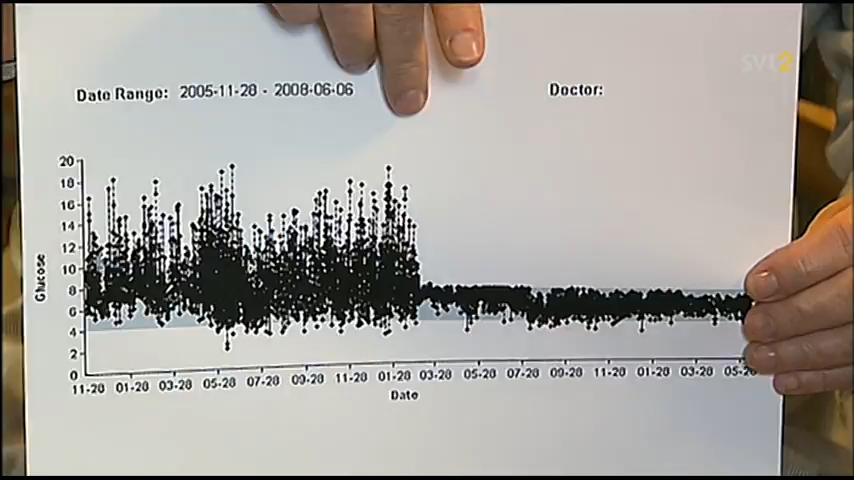 SVT2
Date Range: 2005-11-28 - 2008-06-06
Doctor:
20
18
16
14
12
10
8
6
4
2
0
Glucose
11-28 01-28 03-28 05-28 07-28 09-28 11-28 01-28 03-28 05-28 07-28 09-28 11-28 01-28 03-28 05-28
Date